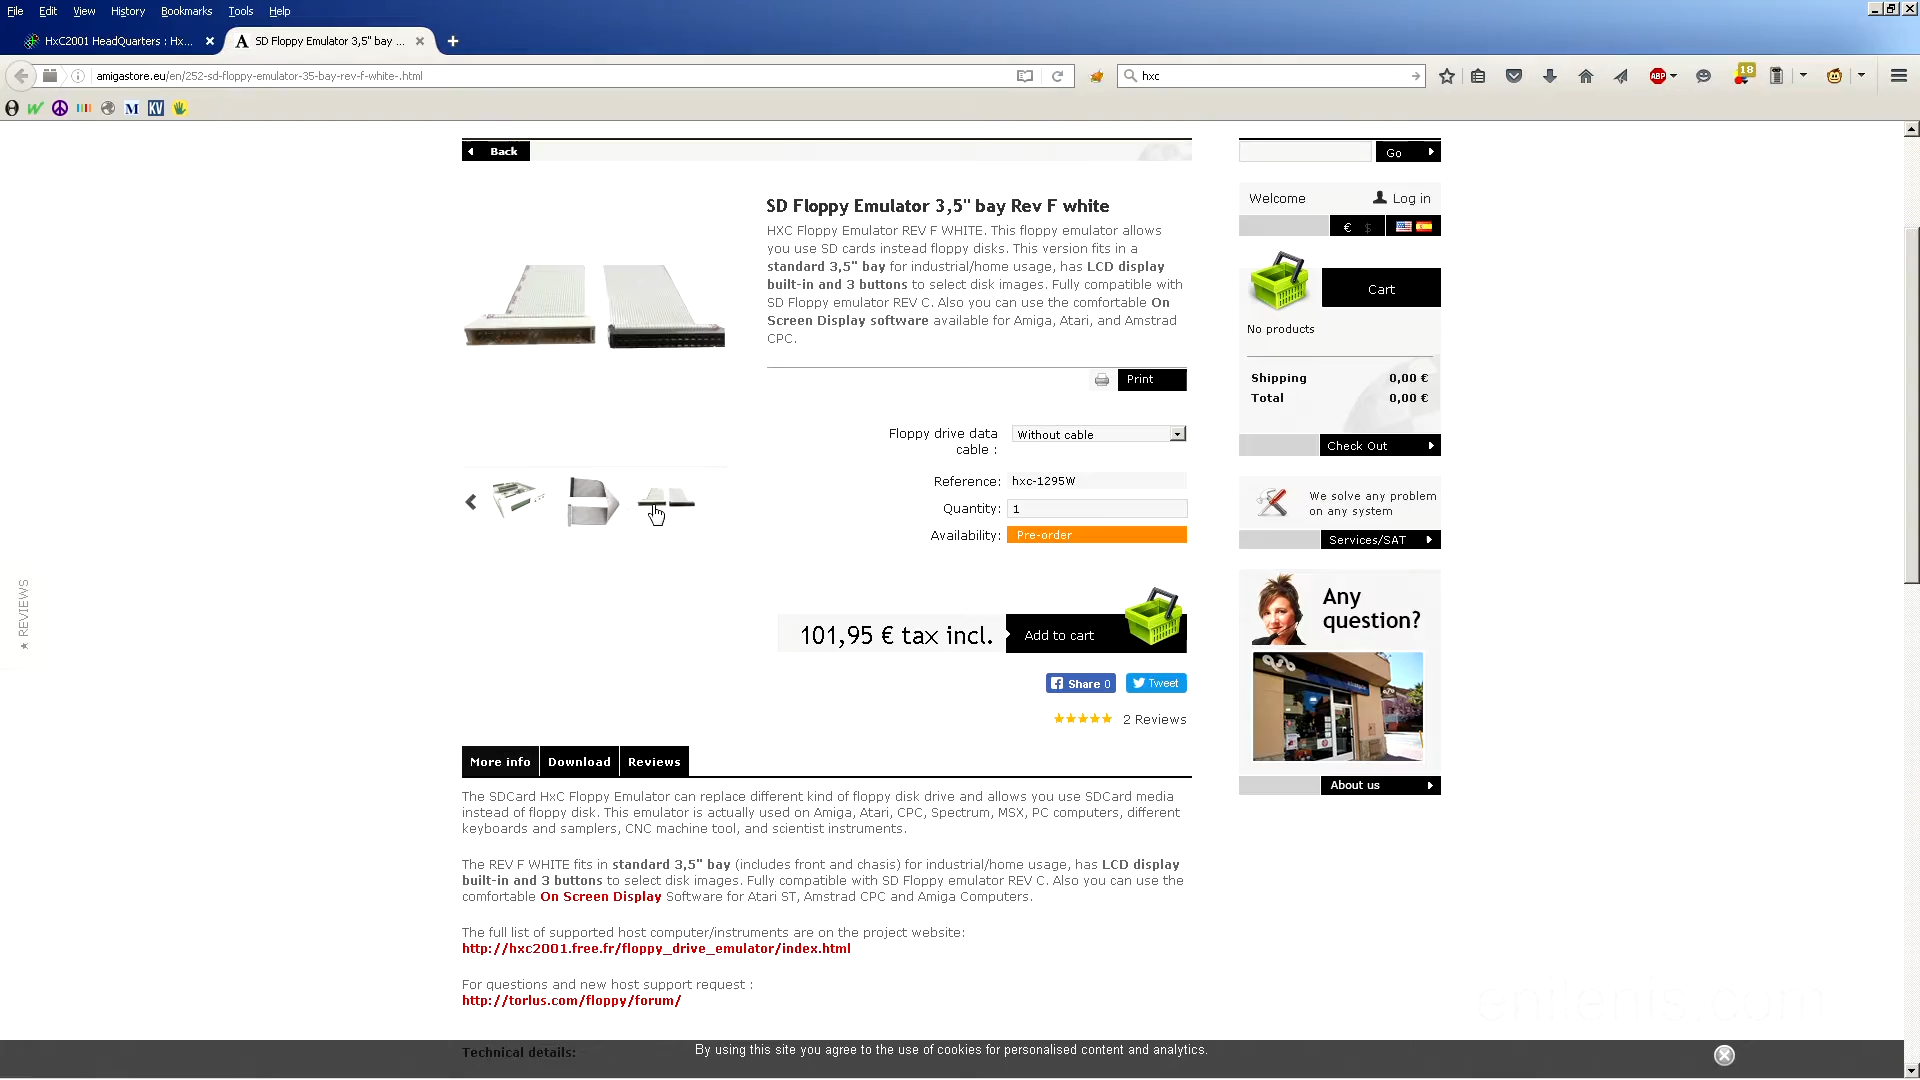 File Edit View History Bookmarks Tools Help
HxC2001 HeadQuarters : Hx...
SD Floppy Emulator 3,5" bay ...
amigastore.eu/en/252-sd-floppy-emulator-35-bay-rev-f-white-.html
hxc
ABP
18
M
KV
Back
Go
SD Floppy Emulator 3,5" bay Rev F white
HXC Floppy Emulator REV F WHITE. This floppy emulator allows
you use SD cards instead floppy disks. This version fits in a
standard 3,5" bay for industrial/home usage, has LCD display
built-in and 3 buttons to select disk images. Fully compatible with
SD Floppy emulator REV C. Also you can use the comfortable On
Screen Display software available for Amiga, Atari, and Amstrad
CPC.
Print
Floppy drive data
cable :
Without cable
Reference: hxc-1295W
Quantity: 1
Availability: Pre-order
101,95 € tax incl.
Add to cart
Share 0
Tweet
2 Reviews
Welcome
Log in
€ $
Cart
No products
Shipping 0,00 €
Total 0,00 €
Check Out
We solve any problem
on any system
Services/SAT
Any
question?
About us
★ REVIEWS
More info Download Reviews
The SDCard HxC Floppy Emulator can replace different kind of floppy disk drive and allows you use SDCard media
instead of floppy disk. This emulator is actually used on Amiga, Atari, CPC, Spectrum, MSX, PC computers, different
keyboards and samplers, CNC machine tool, and scientist instruments.
The REV F WHITE fits in standard 3,5" bay (includes front and chasis) for industrial/home usage, has LCD display
built-in and 3 buttons to select disk images. Fully compatible with SD Floppy emulator REV C. Also you can use the
comfortable On Screen Display Software for Atari ST, Amstrad CPC and Amiga Computers.
The full list of supported host computer/instruments are on the project website:
http://hxc2001.free.fr/floppy_drive_emulator/index.html
For questions and new host support request :
http://torlus.com/floppy/forum/
Technical details:
By using this site you agree to the use of cookies for personalised content and analytics.